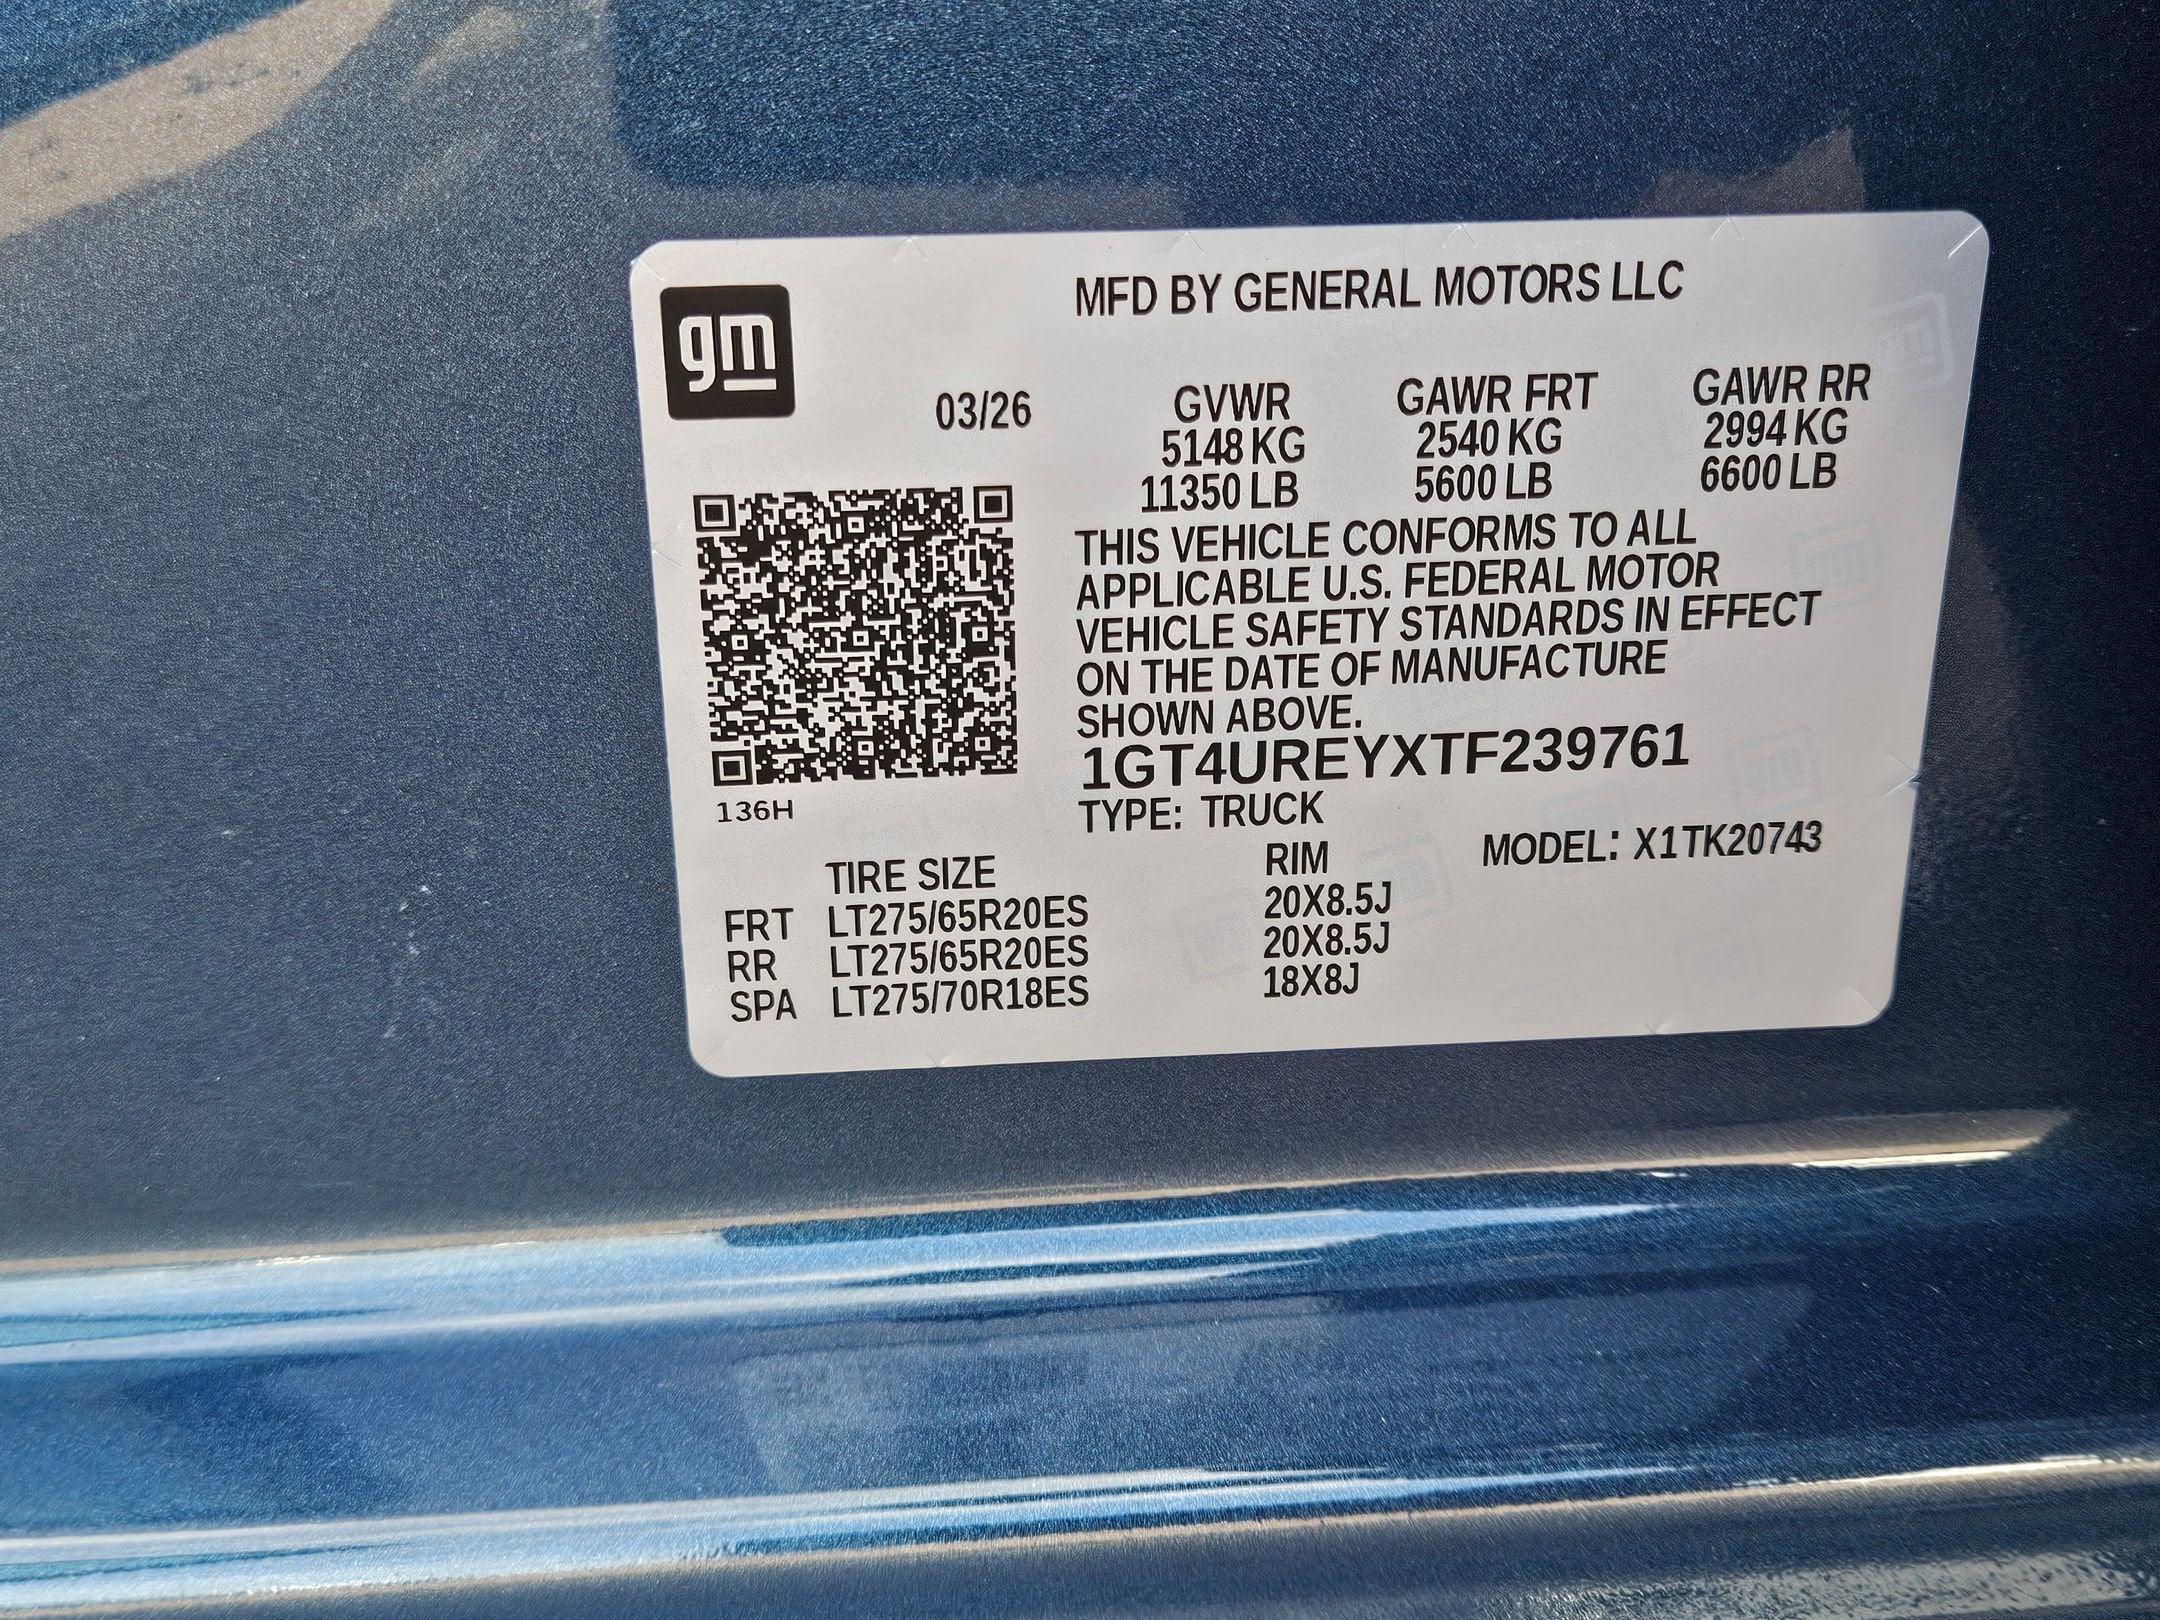 gm
MFD BY GENERAL MOTORS LLC
03/26
GVWR GAWR FRT GAWR RR
5148 KG 2540 KG 2994 KG
11350 LB 5600 LB 6600 LB
THIS VEHICLE CONFORMS TO ALL
APPLICABLE U.S. FEDERAL MOTOR
VEHICLE SAFETY STANDARDS IN EFFECT
ON THE DATE OF MANUFACTURE
SHOWN ABOVE.
1GT4UREYXTF239761
136H
TYPE: TRUCK
MODEL: X1TK20743
TIRE SIZE RIM
FRT LT275/65R20ES 20X8.5J
RR LT275/65R20ES 20X8.5J
SPA LT275/70R18ES 18X8J